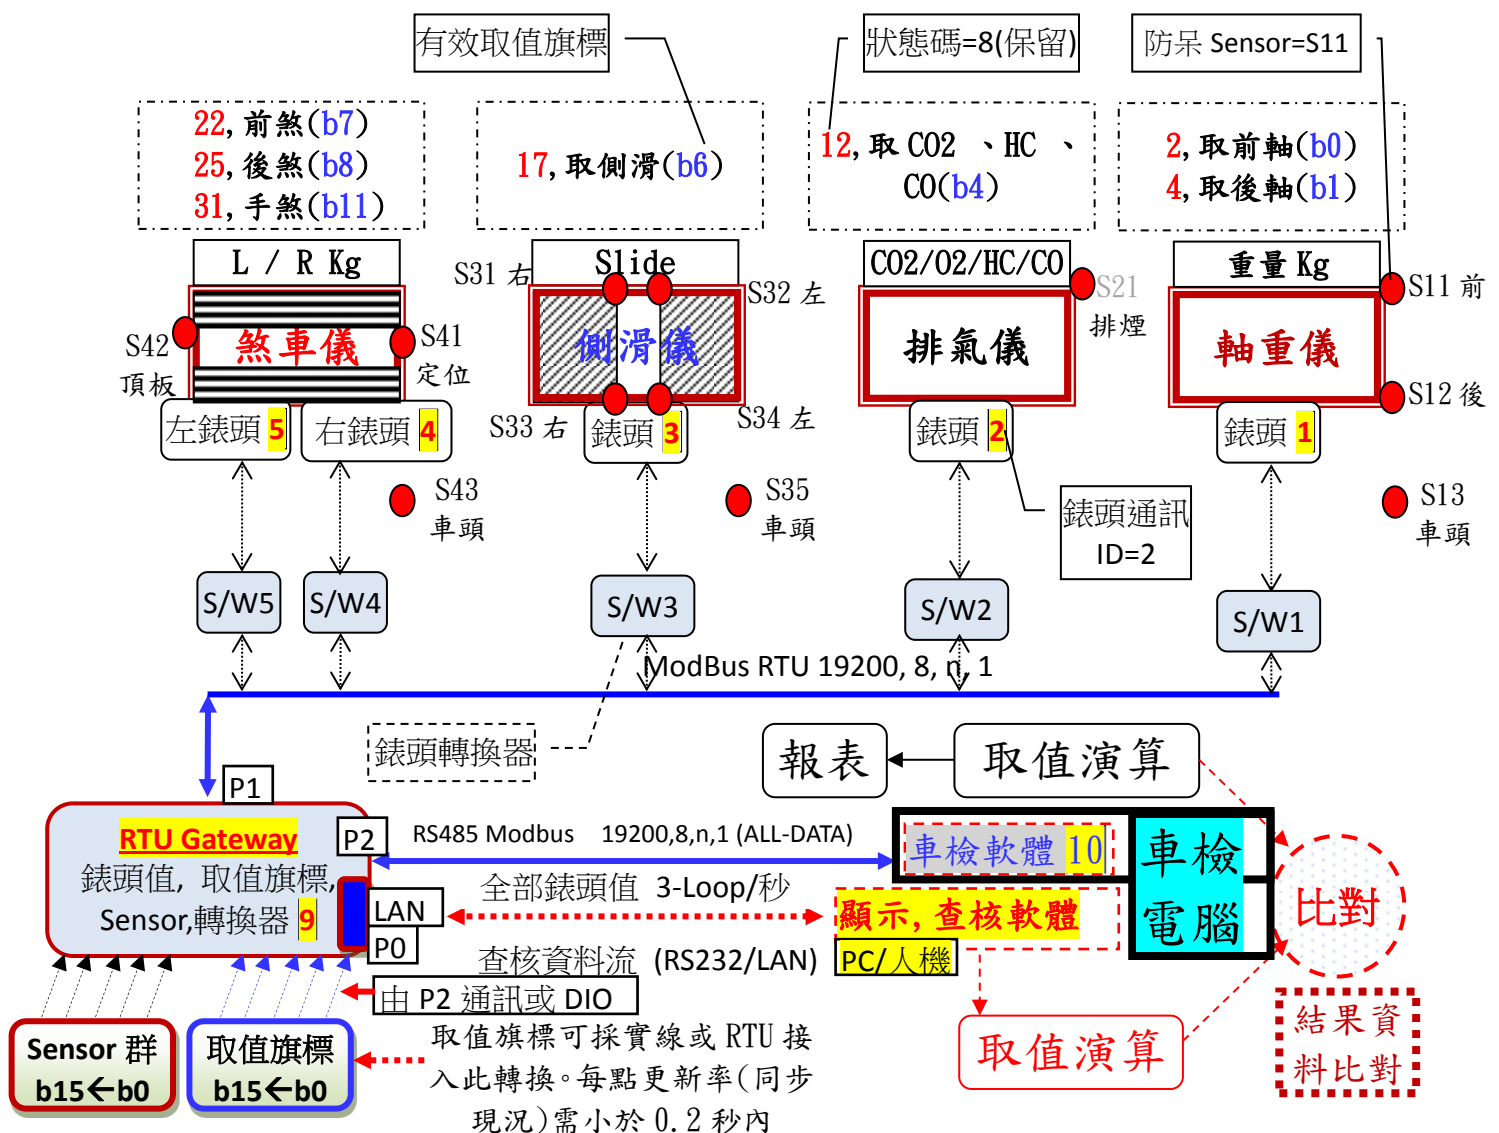 有效取值旗標
狀態碼=8(保留)
防呆 Sensor=S11
22, 前煞(b7)
25, 後煞(b8)
31, 手煞(b11)
17, 取側滑(b6)
12, 取 CO2 、HC 、
CO(b4)
2, 取前軸(b0)
4, 取後軸(b1)
L / R Kg
Slide
CO2/O2/HC/CO
重量 Kg
S31 右
S32 左
S21
排煙
S11 前
S42
頂板
煞車儀
S41
定位
側滑儀
排氣儀
軸重儀
S12 後
S33 右
S34 左
左錶頭 5
右錶頭 4
錶頭 3
錶頭 2
錶頭 1
S43
車頭
S35
車頭
錶頭通訊
ID=2
S13
車頭
S/W5
S/W4
S/W3
S/W2
S/W1
ModBus RTU 19200, 8, n, 1
錶頭轉換器
報表
取值演算
P1
RTU Gateway
錶頭值, 取值旗標,
Sensor,轉換器 9
P2
RS485 Modbus 19200,8,n,1 (ALL-DATA)
車檢軟體 10
車檢
電腦
比對
全部錶頭值 3-Loop/秒
LAN
顯示, 查核軟體
P0
查核資料流 (RS232/LAN)
PC/人機
由 P2 通訊或 DIO
Sensor 群
b15←b0
取值旗標
b15←b0
取值旗標可採實線或 RTU 接
入此轉換。每點更新率(同步
現況)需小於 0.2 秒內
取值演算
結果資
料比對